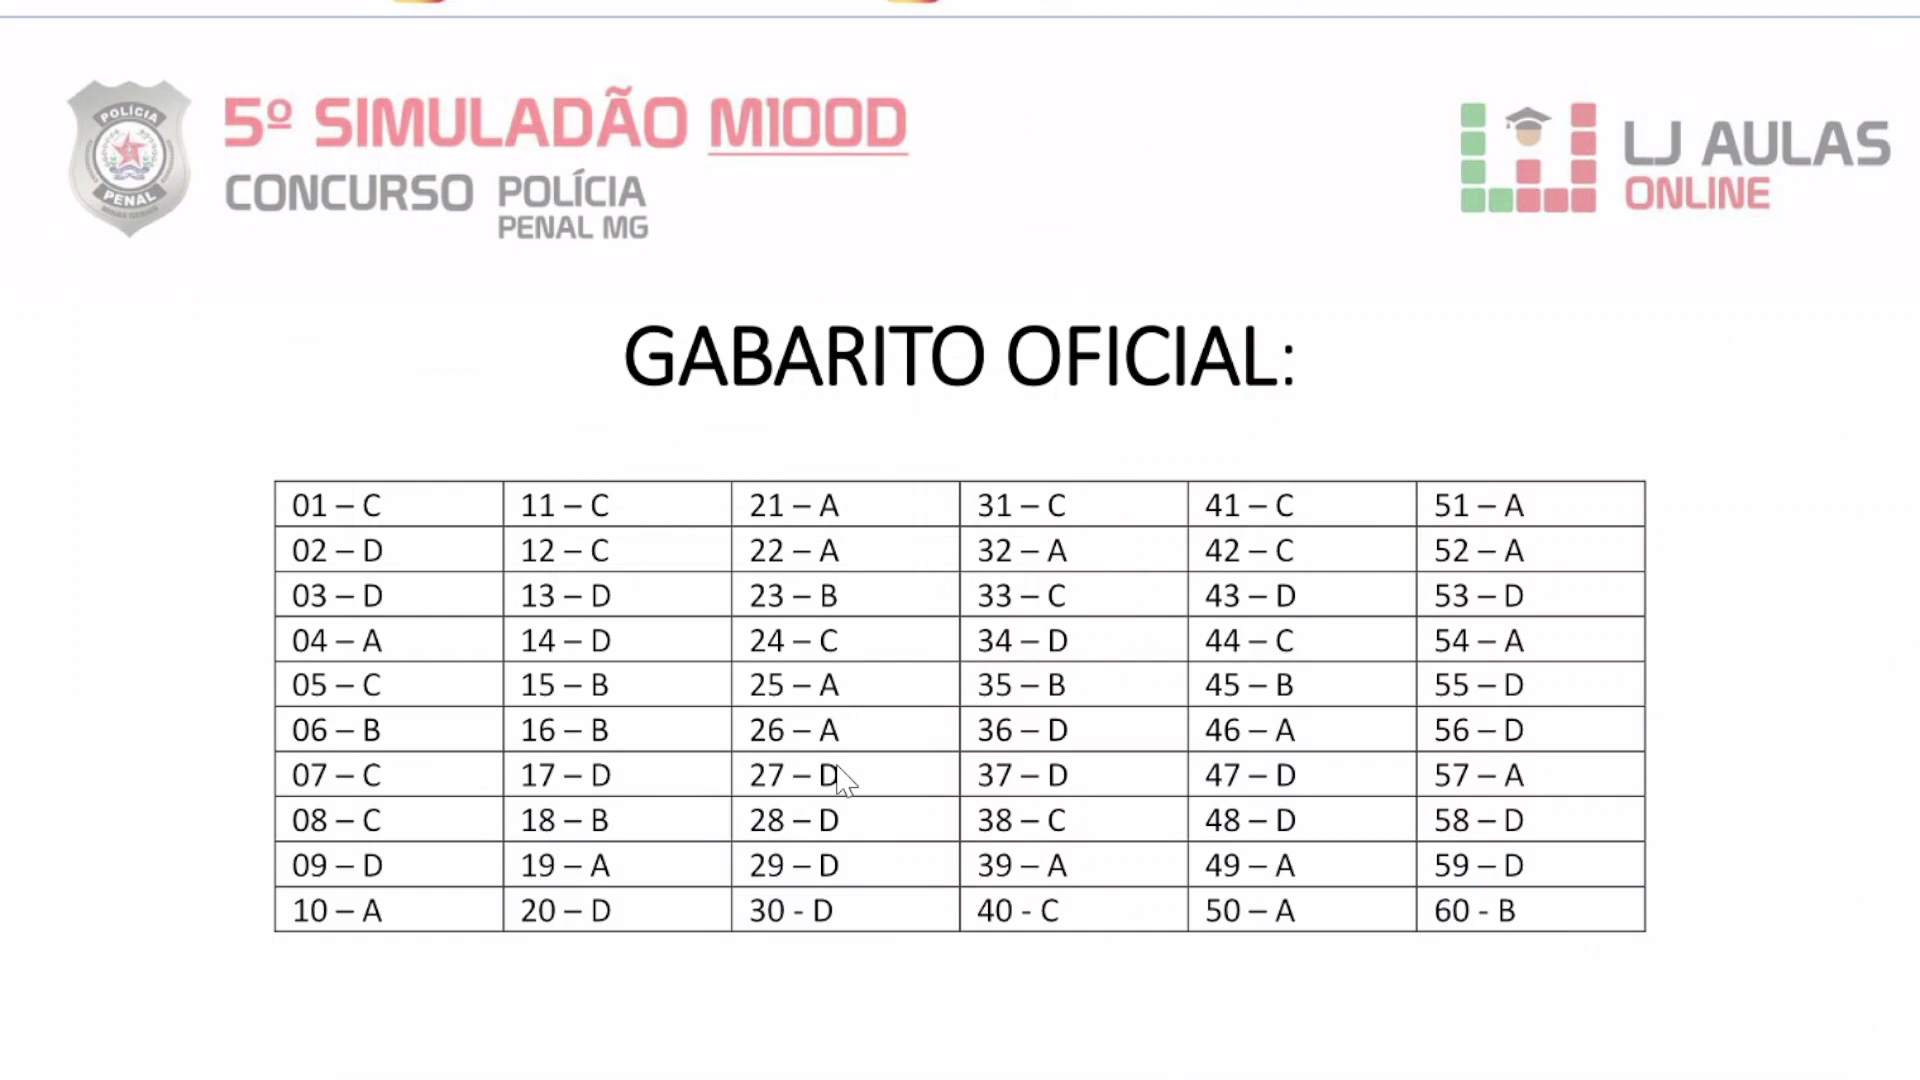 POLÍCIA
PENAL
MINAS GERAIS
5º SIMULADÃO M100D
CONCURSO POLÍCIA
PENAL MG
LJ AULAS
ONLINE
GABARITO OFICIAL:
01 – C 11 – C 21 – A 31 – C 41 – C 51 – A
02 – D 12 – C 22 – A 32 – A 42 – C 52 – A
03 – D 13 – D 23 – B 33 – C 43 – D 53 – D
04 – A 14 – D 24 – C 34 – D 44 – C 54 – A
05 – C 15 – B 25 – A 35 – B 45 – B 55 – D
06 – B 16 – B 26 – A 36 – D 46 – A 56 – D
07 – C 17 – D 27 – D 37 – D 47 – D 57 – A
08 – C 18 – B 28 – D 38 – C 48 – D 58 – D
09 – D 19 – A 29 – D 39 – A 49 – A 59 – D
10 – A 20 – D 30 - D 40 - C 50 – A 60 - B